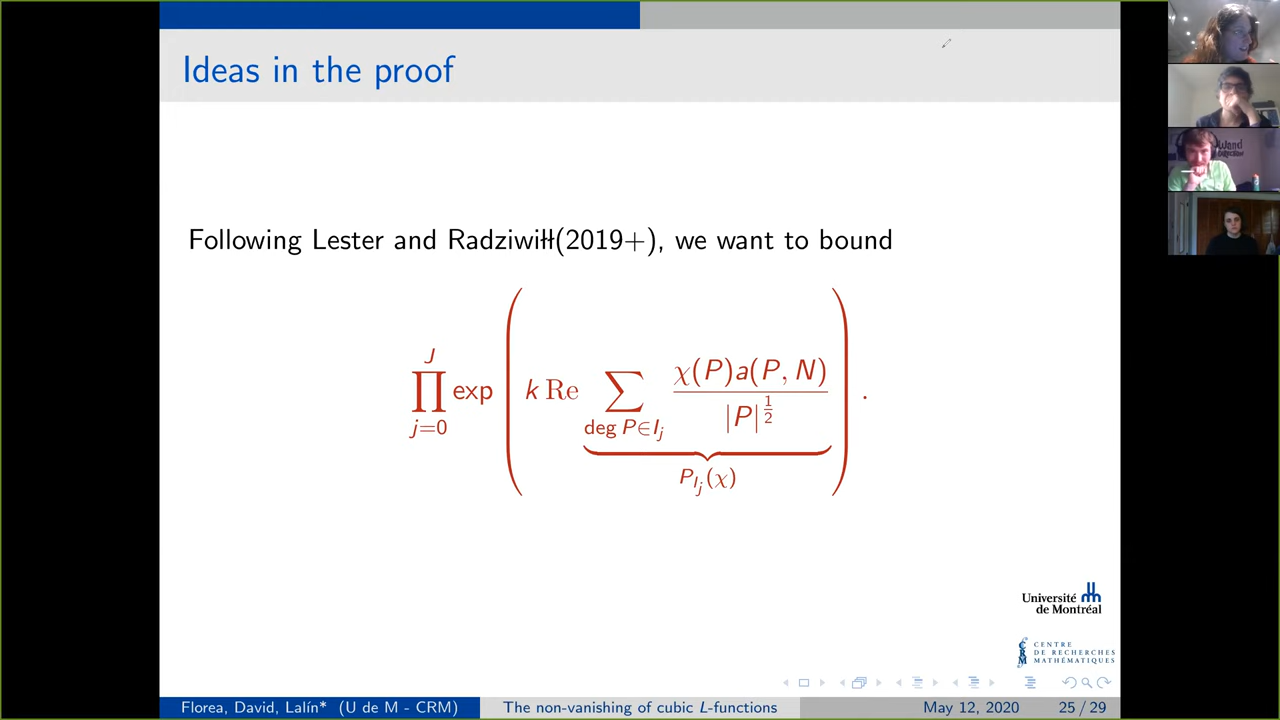 Ideas in the proof
Following Lester and Radziwiłł(2019+), we want to bound
∏_{j=0}^{J} exp ( k Re ∑_{deg P∈I_j} χ(P)a(P, N) / |P|^{1/2} ) .
P_{I_j}(χ)
Université
de Montréal
CENTRE
DE RECHERCHES
MATHÉMATIQUES
CRM
Florea, David, Lalín* (U de M - CRM) The non-vanishing of cubic L-functions May 12, 2020 25 / 29